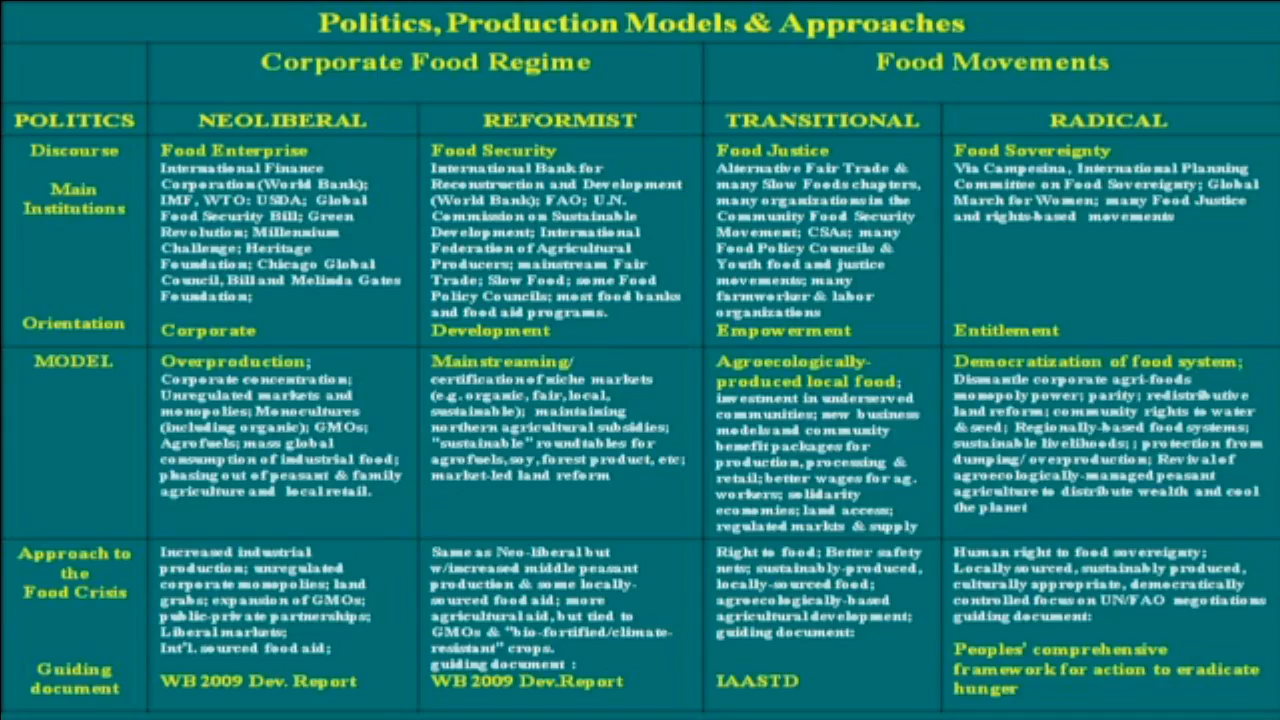 Politics, Production Models & Approaches
Corporate Food Regime
Food Movements
POLITICS
NEOLIBERAL
REFORMIST
TRANSITIONAL
RADICAL
Discourse
Main
Institutions
Orientation
Food Enterprise
International Finance
Corporation (World Bank);
IMF, WTO: USDA; Global
Food Security Bill; Green
Revolution; Millennium
Challenge; Heritage
Foundation; Chicago Global
Council, Bill and Melinda Gates
Foundation;
Corporate
Food Security
International Bank for
Reconstruction and Development
(World Bank); FAO; U.N.
Commission on Sustainable
Development; International
Federation of Agricultural
Producers; mainstream Fair
Trade; Slow Food; some Food
Policy Councils; most food banks
and food aid programs.
Development
Food Justice
Alternative Fair Trade &
many Slow Foods chapters,
many organizations in the
Community Food Security
Movement; CSAs; many
Food Policy Councils &
Youth food and justice
movements; many
farmworker & labor
organizations
Empowerment
Food Sovereignty
Via Campesina, International Planning
Committee on Food Sovereignty; Global
March for Women; many Food Justice
and rights-based movements
Entitlement
MODEL
Overproduction;
Corporate concentration;
Unregulated markets and
monopolies; Monocultures
(including organic); GMOs;
Agrofuels; mass global
consumption of industrial food;
phasing out of peasant & family
agriculture and local retail.
Mainstreaming/
certification of niche markets
(e.g. organic, fair, local,
sustainable); maintaining
northern agricultural subsidies;
"sustainable" roundtables for
agrofuels, soy, forest product, etc;
market-led land reform
Agroecologically-
produced local food;
investment in underserved
communities; new business
models and community
benefit packages for
production, processing &
retail; better wages for ag.
workers; solidarity
economies; land access;
regulated markts & supply
Democratization of food system;
Dismantle corporate agri-foods
monopoly power; parity; redistributive
land reform; community rights to water
& seed; Regionally-based food systems;
sustainable livelihoods; ; protection from
dumping/ overproduction; Revival of
agroecologically-managed peasant
agriculture to distribute wealth and cool
the planet
Approach to
the
Food Crisis
Guiding
document
Increased industrial
production; unregulated
corporate monopolies; land
grabs; expansion of GMOs;
public-private partnerships;
Liberal markets;
Int'l. sourced food aid;
WB 2009 Dev. Report
Same as Neo-liberal but
w/increased middle peasant
production & some locally-
sourced food aid; more
agricultural aid, but tied to
GMOs & "bio-fortified/climate-
resistant" crops.
guiding document :
WB 2009 Dev.Report
Right to food; Better safety
nets; sustainably-produced,
locally-sourced food;
agroecologically-based
agricultural development;
guiding document:
IAASTD
Human right to food sovereignty;
Locally sourced, sustainably produced,
culturally appropriate, democratically
controlled focus on UN/FAO negotiations
guiding document:
Peoples' comprehensive
framework for action to eradicate
hunger